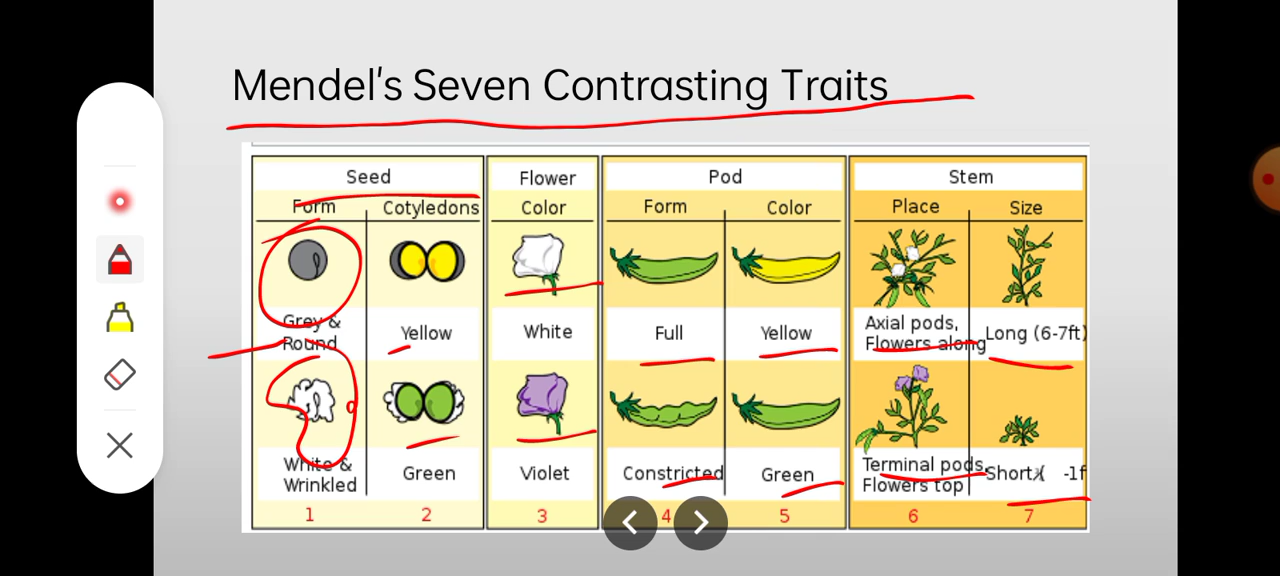 Mendel's Seven Contrasting Traits
Seed Flower Pod Stem
Form Cotyledons Color Form Color Place Size
Grey &
Round
Yellow
White
Full
Yellow
Axial pods,
Flowers along
Long (6-7ft)
White &
Wrinkled
Green
Violet
Constricted
Green
Terminal pods,
Flowers top
Short ( -1f
1 2 3 4 5 6 7